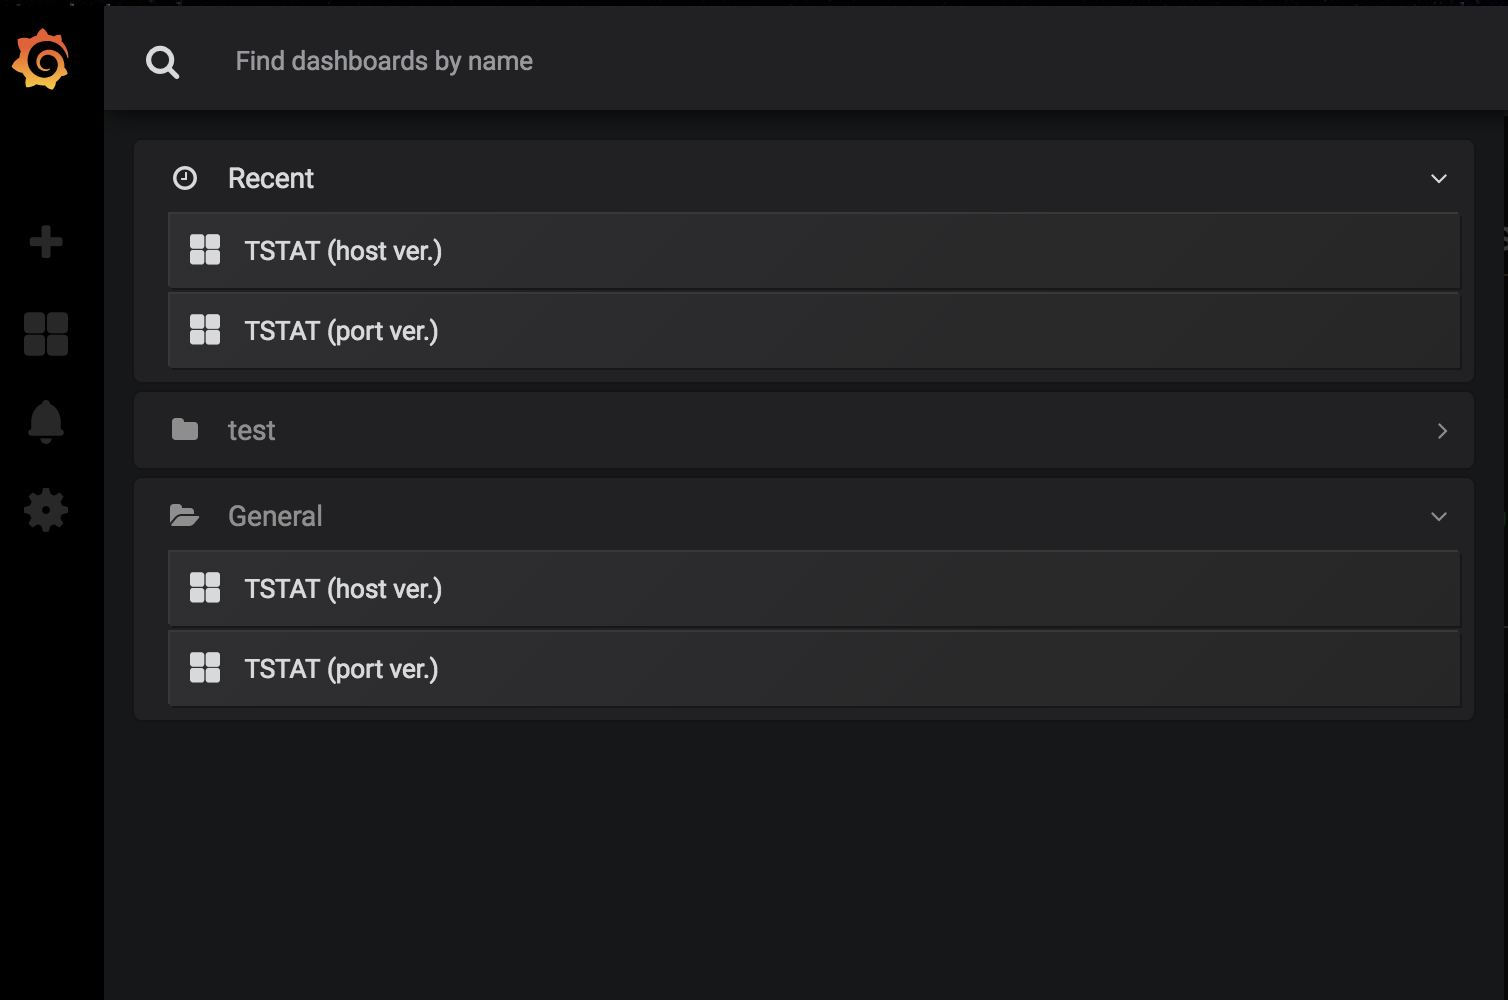 Find dashboards by name
Recent
TSTAT (host ver.)
TSTAT (port ver.)
test
General
TSTAT (host ver.)
TSTAT (port ver.)